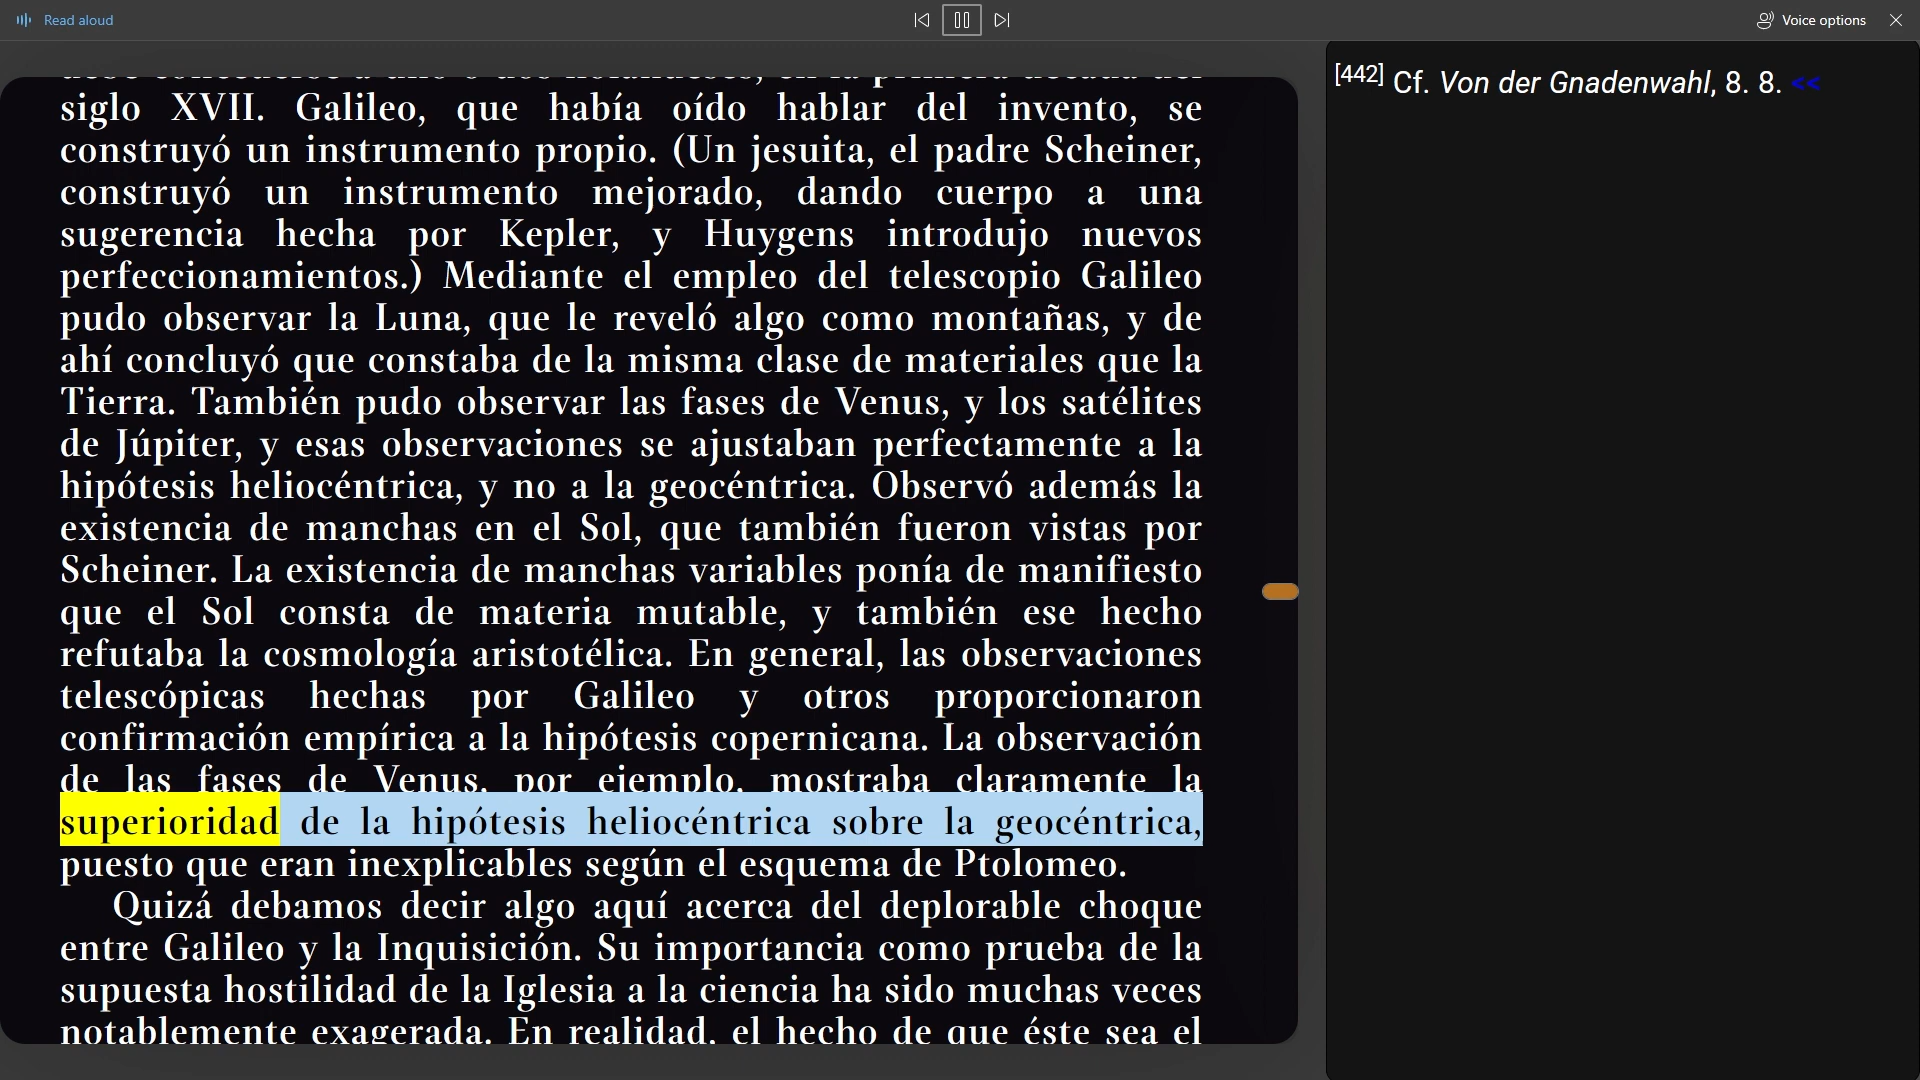 Read aloud
Voice options
siglo XVII. Galileo, que había oído hablar del invento, se
construyó un instrumento propio. (Un jesuita, el padre Scheiner,
construyó un instrumento mejorado, dando cuerpo a una
sugerencia hecha por Kepler, y Huygens introdujo nuevos
perfeccionamientos.) Mediante el empleo del telescopio Galileo
pudo observar la Luna, que le reveló algo como montañas, y de
ahí concluyó que constaba de la misma clase de materiales que la
Tierra. También pudo observar las fases de Venus, y los satélites
de Júpiter, y esas observaciones se ajustaban perfectamente a la
hipótesis heliocéntrica, y no a la geocéntrica. Observó además la
existencia de manchas en el Sol, que también fueron vistas por
Scheiner. La existencia de manchas variables ponía de manifiesto
que el Sol consta de materia mutable, y también ese hecho
refutaba la cosmología aristotélica. En general, las observaciones
telescópicas hechas por Galileo y otros proporcionaron
confirmación empírica a la hipótesis copernicana. La observación
de las fases de Venus, por ejemplo, mostraba claramente la
superioridad de la hipótesis heliocéntrica sobre la geocéntrica,
puesto que eran inexplicables según el esquema de Ptolomeo.
Quizá debamos decir algo aquí acerca del deplorable choque
entre Galileo y la Inquisición. Su importancia como prueba de la
supuesta hostilidad de la Iglesia a la ciencia ha sido muchas veces
notablemente exagerada. En realidad, el hecho de que éste sea el
[442] Cf. Von der Gnadenwahl, 8. 8. <<